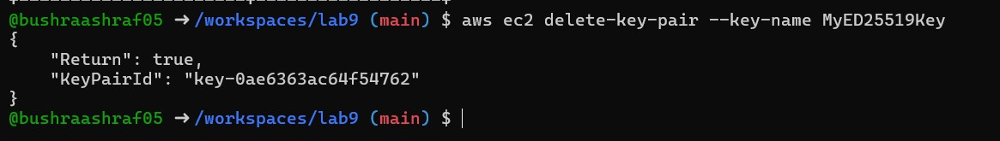 @bushraashraf05 ➜ /workspaces/lab9 (main) $ aws ec2 delete-key-pair --key-name MyED25519Key
{
    "Return": true,
    "KeyPairId": "key-0ae6363ac64f54762"
}
@bushraashraf05 ➜ /workspaces/lab9 (main) $